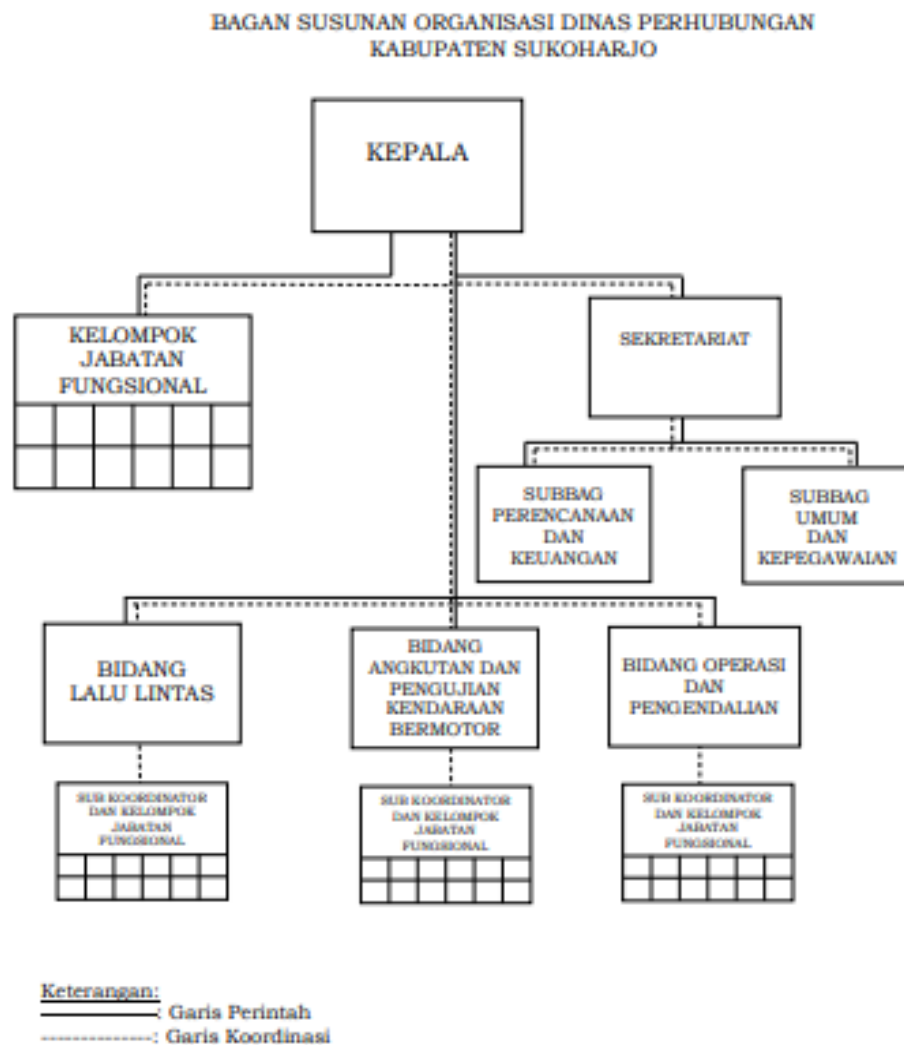 BAGAN SUSUNAN ORGANISASI DINAS PERHUBUNGAN
KABUPATEN SUKOHARJO
KEPALA
KELOMPOK
JABATAN
FUNGSIONAL
SEKRETARIAT
SUBBAG
PERENCANAAN
DAN
KEUANGAN
SUBBAG
UMUM
DAN
KEPEGAWAIAN
BIDANG
LALU LINTAS
BIDANG
ANGKUTAN DAN
PENGUJIAN
KENDARAAN
BERMOTOR
BIDANG OPERASI
DAN
PENGENDALIAN
SUB KOORDINATOR
DAN KELOMPOK
JABATAN
FUNGSIONAL
SUB KOORDINATOR
DAN KELOMPOK
JABATAN
FUNGSIONAL
SUB KOORDINATOR
DAN KELOMPOK
JABATAN
FUNGSIONAL
Keterangan:
: Garis Perintah
: Garis Koordinasi